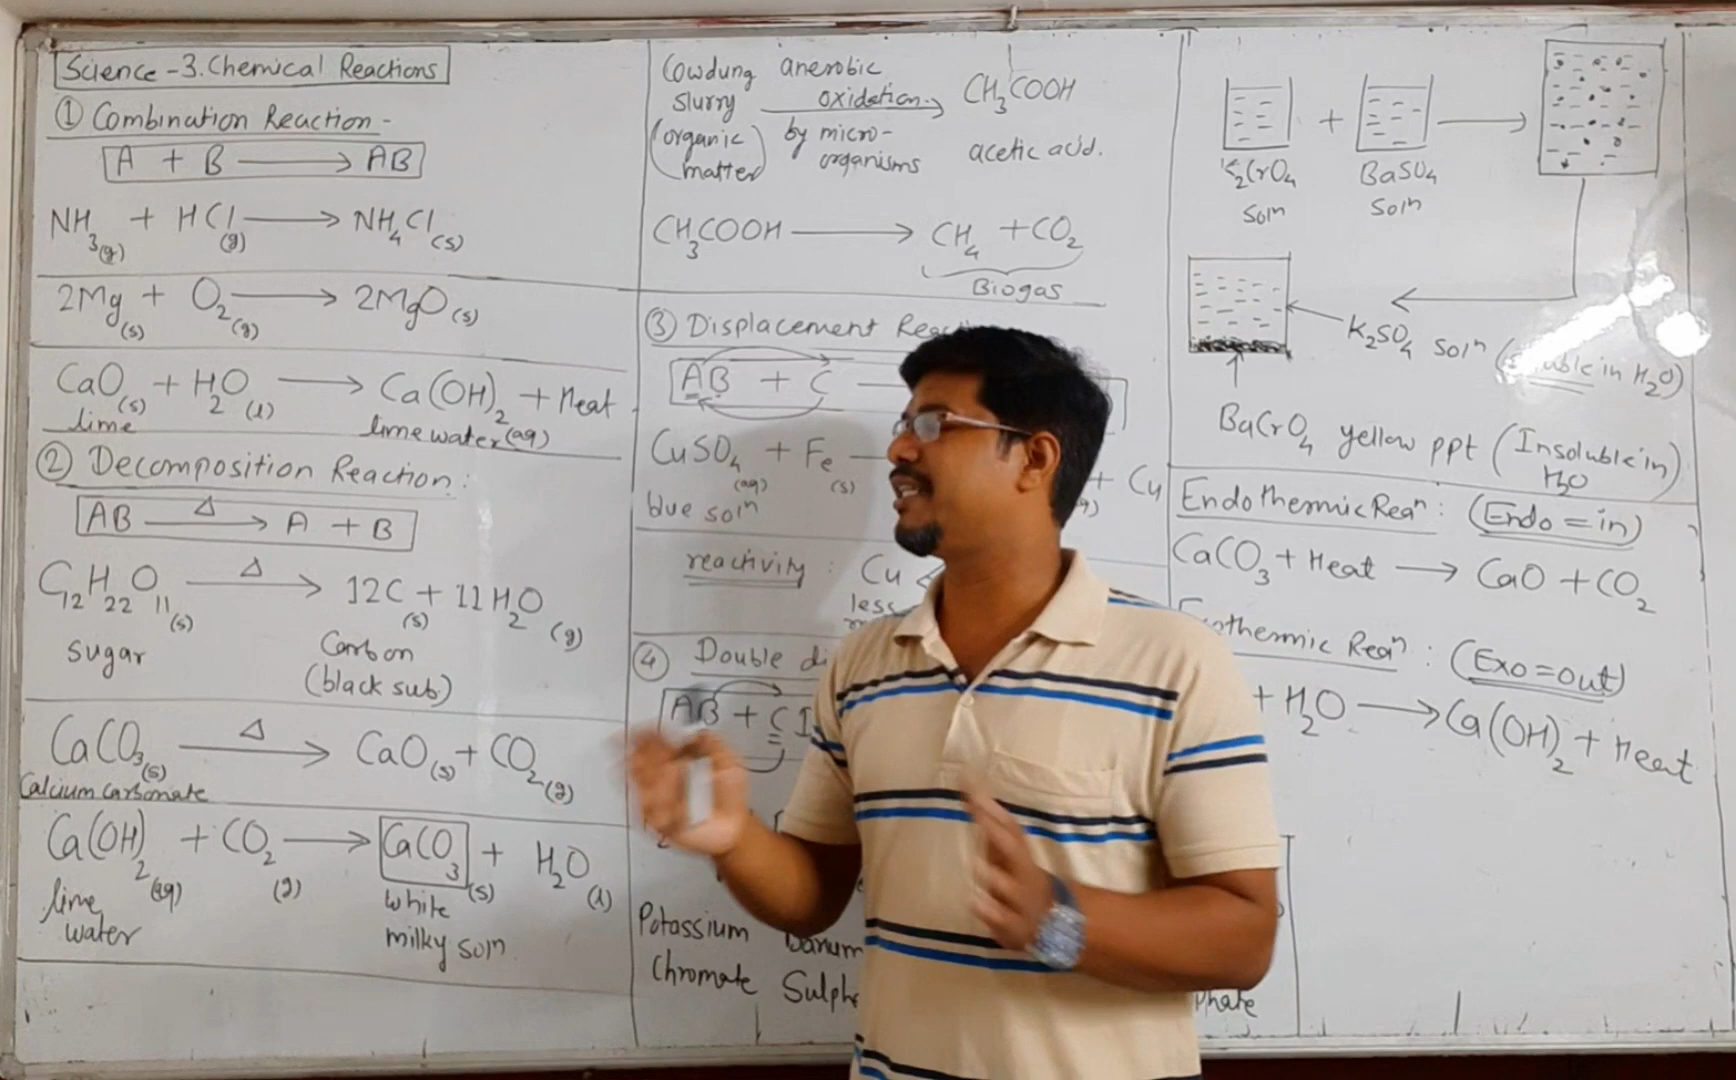 Science - 3. Chemical Reactions
① Combination Reaction -
A + B ⟶ AB
NH3(g) + HCl(g) ⟶ NH4Cl(s)
2Mg(s) + O2(g) ⟶ 2MgO(s)
CaO(s) + H2O(l) ⟶ Ca(OH)2 + Heat
lime lime water (aq)
② Decomposition Reaction:
AB —Δ⟶ A + B
C12H22O11(s) —Δ⟶ 12C(s) + 11H2O(g)
sugar Carbon
(black sub.)
CaCO3(s) —Δ⟶ CaO(s) + CO2(g)
Calcium Carbonate
Ca(OH)2(aq) + CO2(g) ⟶ CaCO3(s) + H2O(l)
lime white
water milky soln.
Cowdung anerobic
slurry oxidation ⟶ CH3COOH
(organic by micro- acetic acid.
matter) organisms
CH3COOH ⟶ CH4 + CO2
Biogas
③ Displacement
AB + C
CuSO4(aq) + Fe(s) + Cu
blue soln
reactivity : Cu <
less
④ Double
AB + C
Potassium
Chromate
K2CrO4 + BaSO4 ⟶
soln soln
K2SO4 soln (in H2O)
BaCrO4 yellow ppt (Insoluble in
H2O)
Endothermic Reaⁿ : (Endo = in)
CaCO3 + Heat ⟶ CaO + CO2
Reaⁿ : (Exo = out)
+ H2O ⟶ Ca(OH)2 + Heat